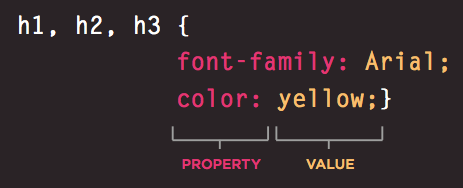 h1, h2, h3 {
font-family: Arial;
color: yellow;}
PROPERTY VALUE